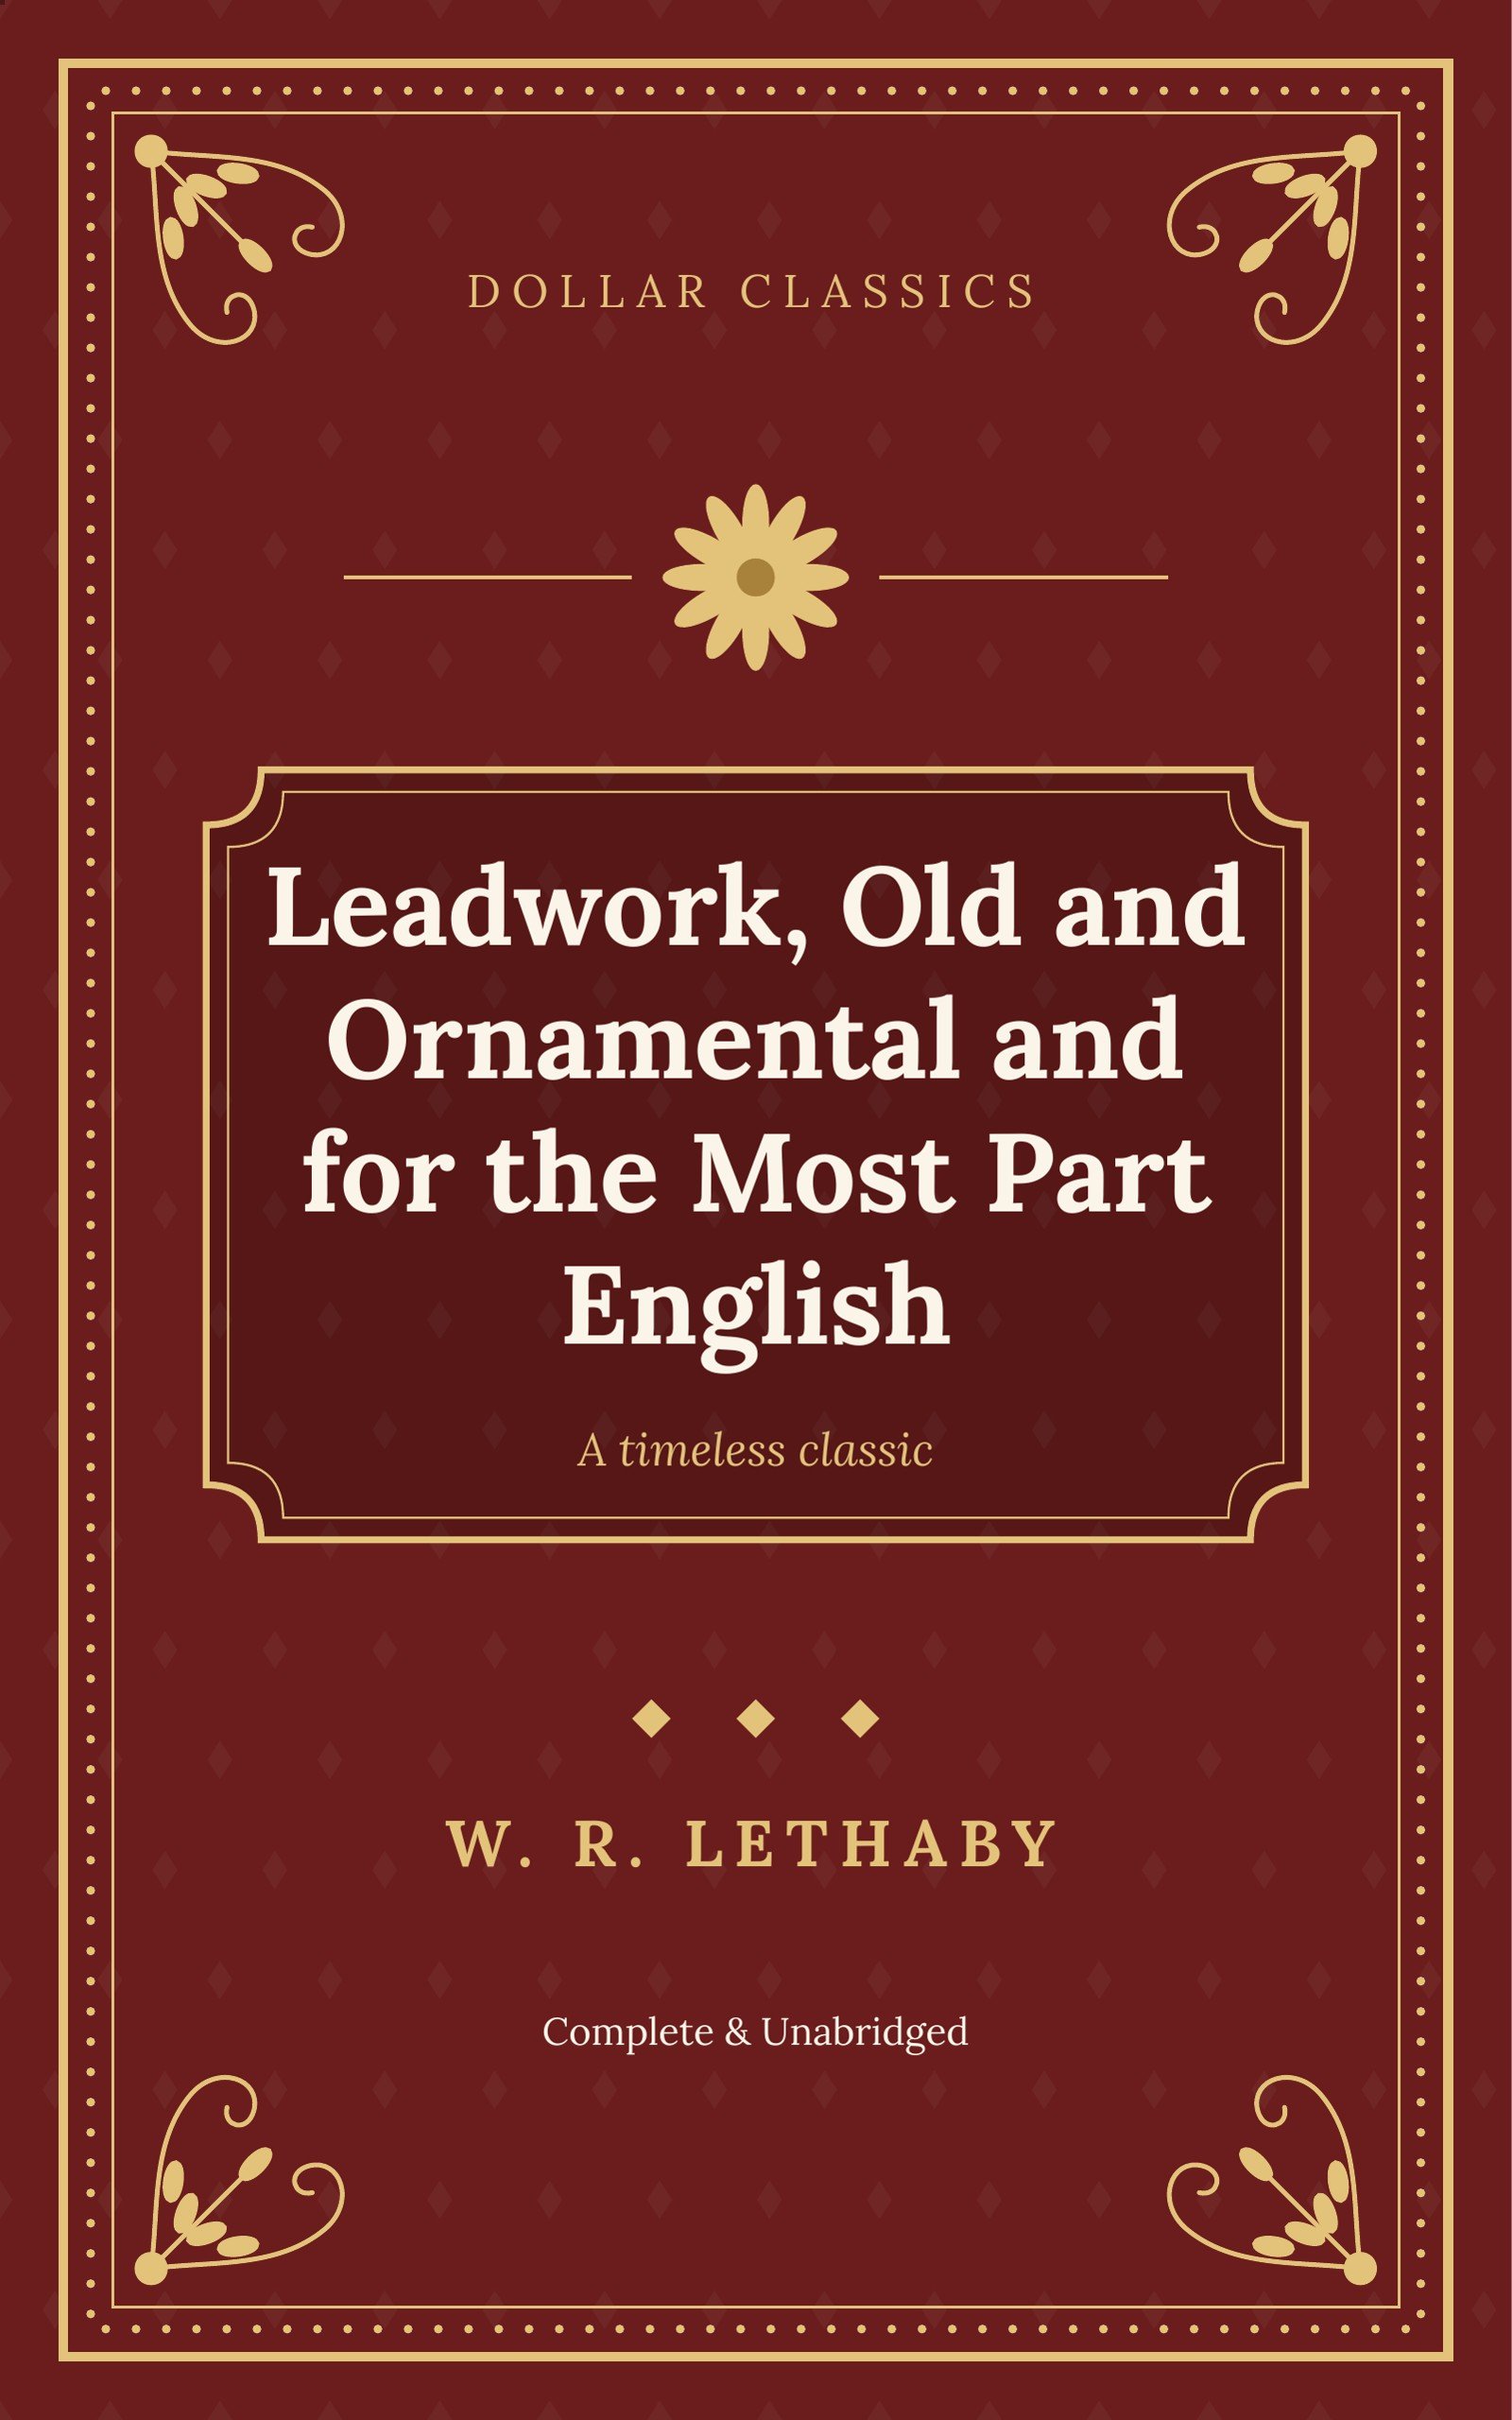 DOLLAR CLASSICS
Leadwork, Old and
Ornamental and
for the Most Part
English
A timeless classic
W. R. LETHABY
Complete & Unabridged